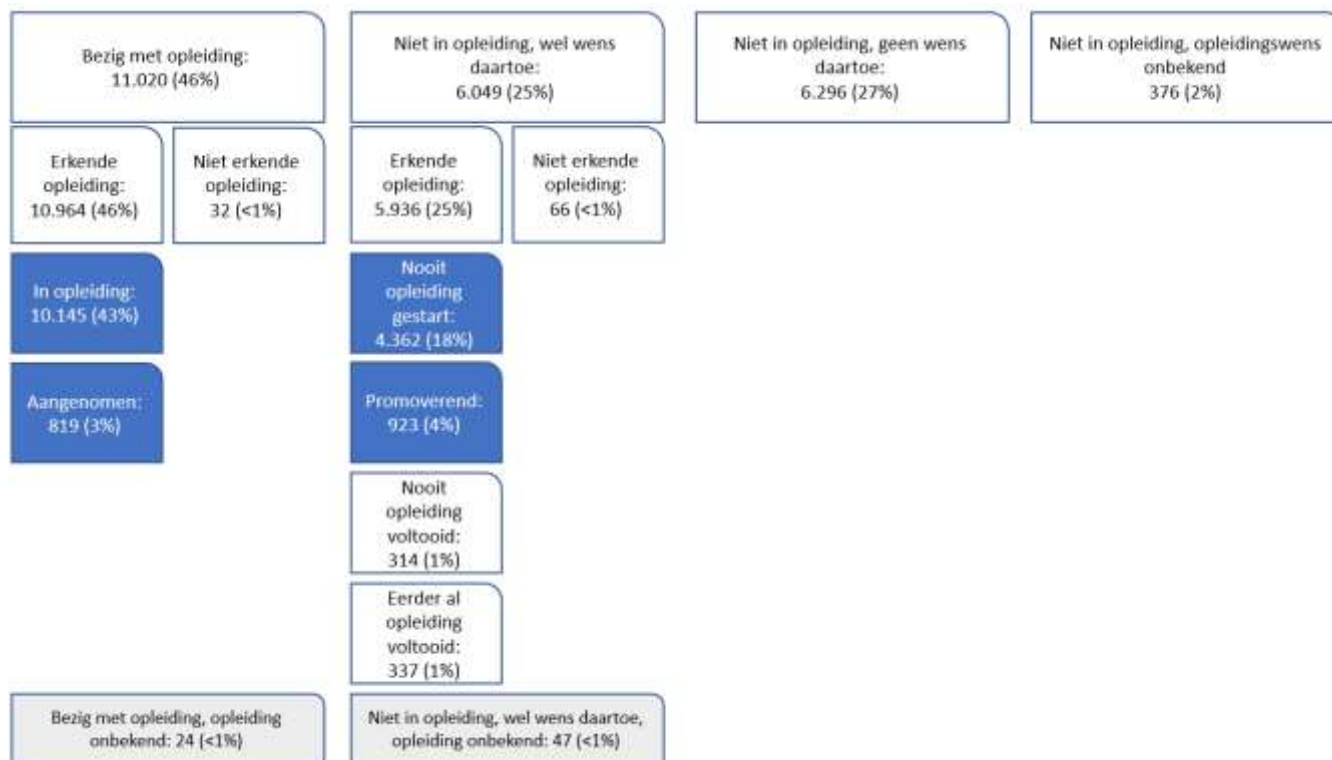 Bezig met opleiding:
11.020 (46%)
Niet in opleiding, wel wens
daartoe:
6.049 (25%)
Niet in opleiding, geen wens
daartoe:
6.296 (27%)
Niet in opleiding, opleidingswens
onbekend
376 (2%)
Erkende
opleiding:
10.964 (46%)
Niet erkende
opleiding:
32 (<1%)
Erkende
opleiding:
5.936 (25%)
Niet erkende
opleiding:
66 (<1%)
In opleiding:
10.145 (43%)
Nooit
opleiding
gestart:
4.362 (18%)
Aangenomen:
819 (3%)
Promoverend:
923 (4%)
Nooit
opleiding
voltooid:
314 (1%)
Eerder al
opleiding
voltooid:
337 (1%)
Bezig met opleiding, opleiding
onbekend: 24 (<1%)
Niet in opleiding, wel wens daartoe,
opleiding onbekend: 47 (<1%)